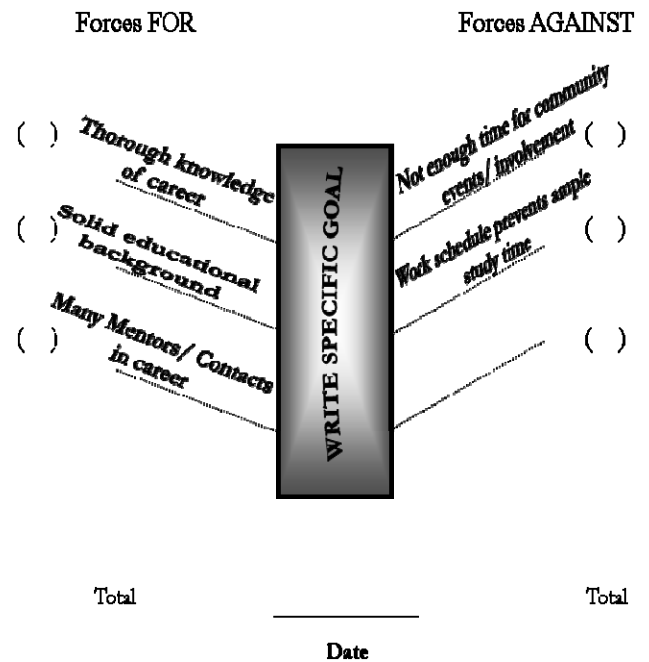 Forces FOR
Forces AGAINST
( )
Thorough knowledge
of career
( )
Solid educational
background
( )
Many Mentors/ Contacts
in career
WRITE SPECIFIC GOAL
Not enough time for community
events/ involvement
( )
Work schedule prevents ample
study time
( )
( )
Total
Total
Date